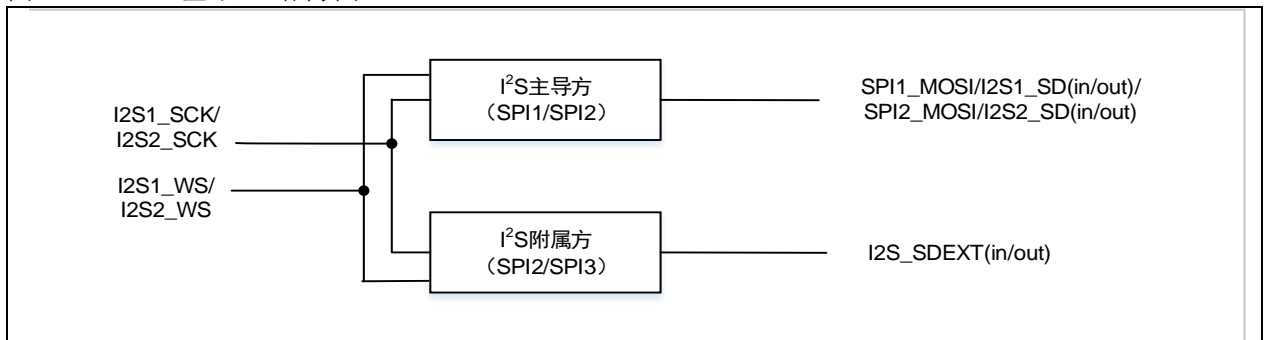 I2S1_SCK/
I2S2_SCK
I2S1_WS/
I2S2_WS
I²S主导方
（SPI1/SPI2）
SPI1_MOSI/I2S1_SD(in/out)/
SPI2_MOSI/I2S2_SD(in/out)
I²S附属方
（SPI2/SPI3）
I2S_SDEXT(in/out)